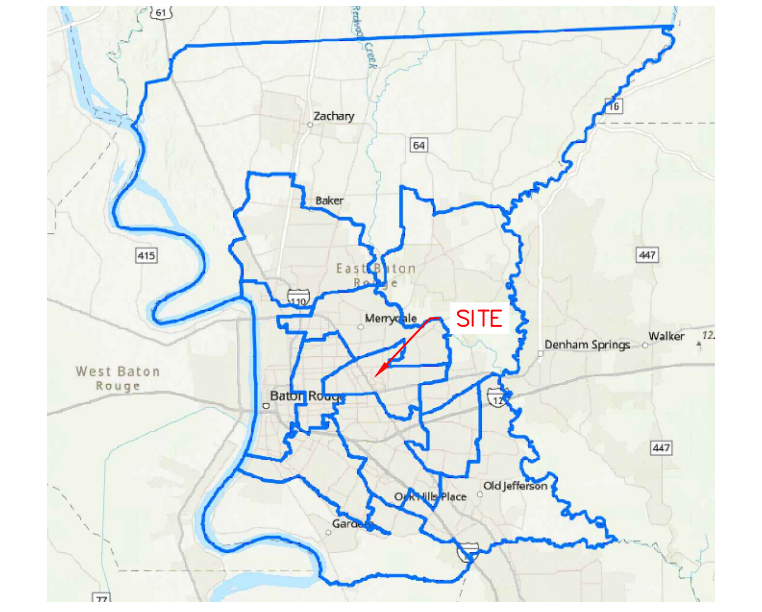 61
Redwood Creek
16
Zachary
64
Baker
415
447
East Baton
Rouge
110
Merrydale
SITE
12
Denham Springs
Walker
West Baton
Rouge
Baton Rouge
12
447
Old Jefferson
Oak Hills Place
77